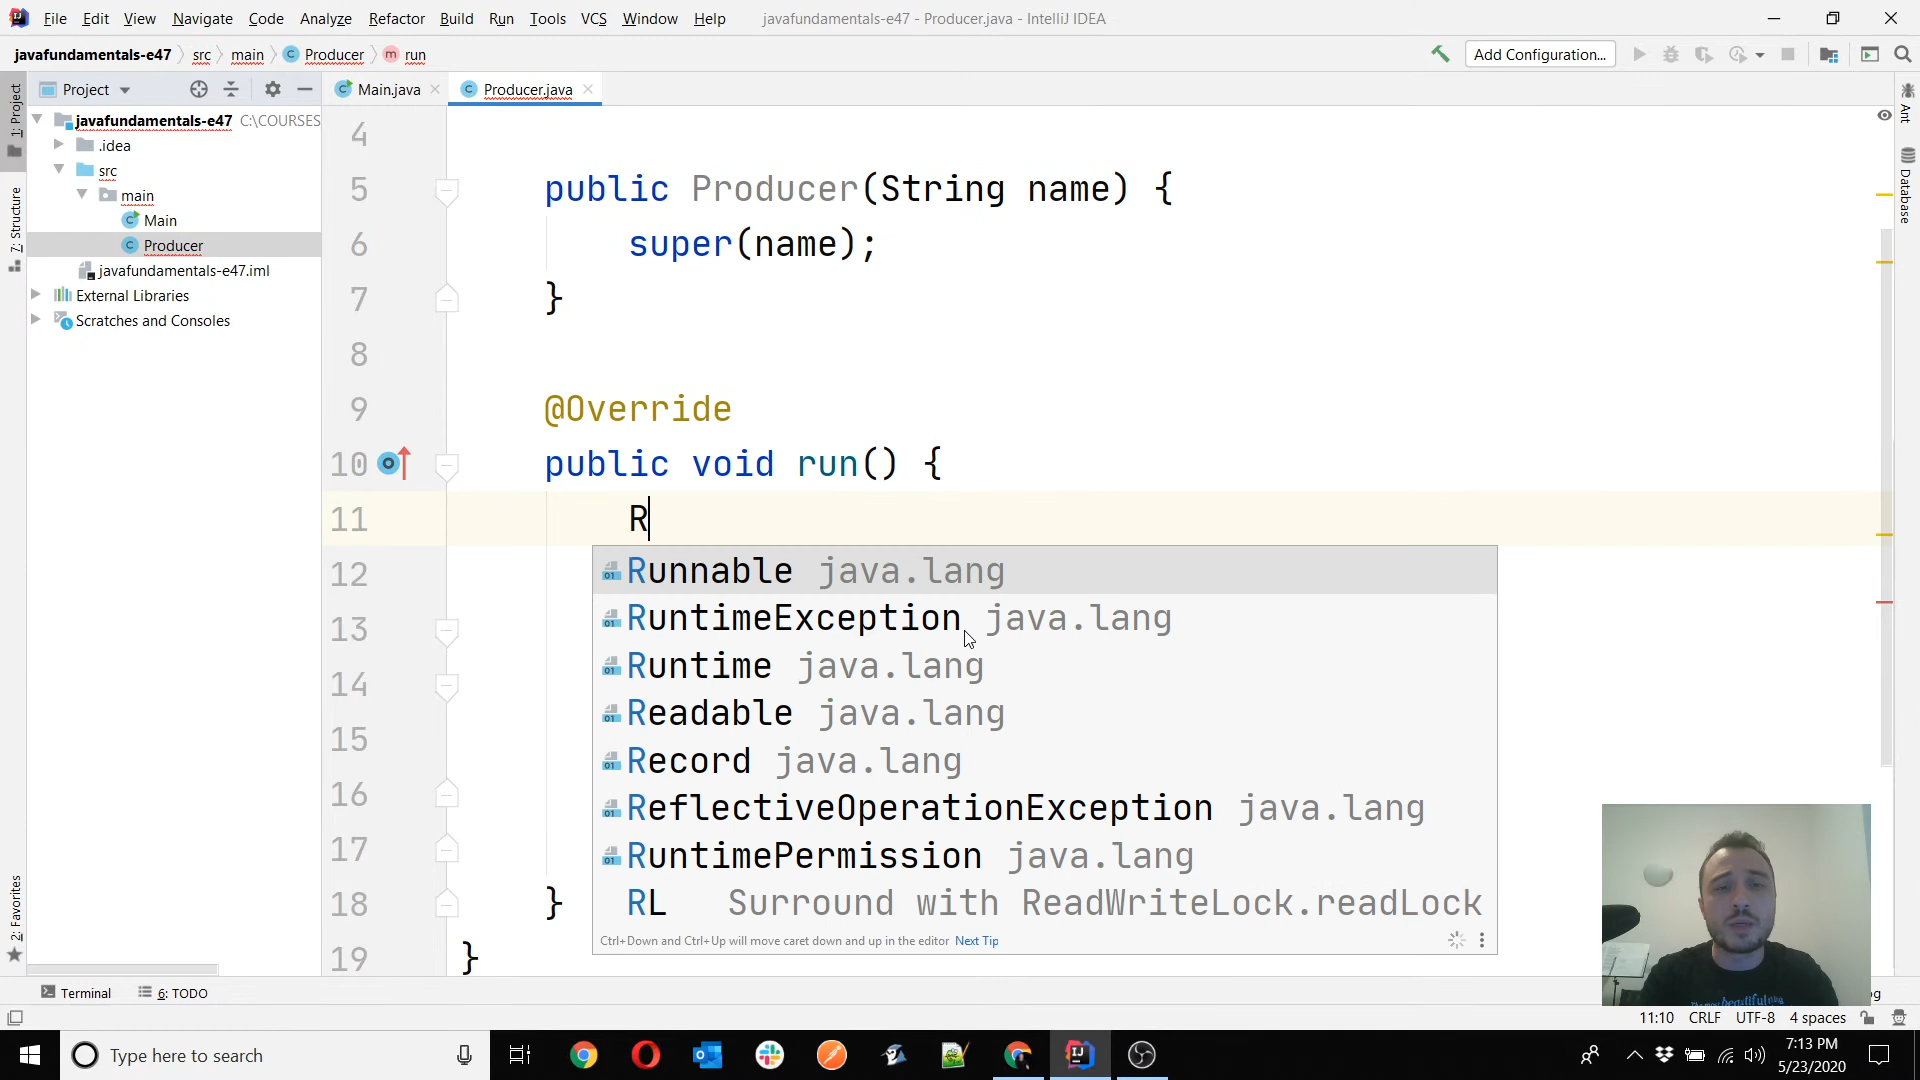 File Edit View Navigate Code Analyze Refactor Build Run Tools VCS Window Help javafundamentals-e47 - Producer.java - IntelliJ IDEA
javafundamentals-e47 src main Producer run Add Configuration...
Project Main.java Producer.java
1: Project
7: Structure
2: Favorites
Ant
Database
javafundamentals-e47 C:\COURSES
.idea
src
main
Main
Producer
javafundamentals-e47.iml
External Libraries
Scratches and Consoles
4
5 public Producer(String name) {
6 super(name);
7 }
8
9 @Override
10 public void run() {
11 R
12
13
14
15
16
17
18 }
19 }
Runnable java.lang
RuntimeException java.lang
Runtime java.lang
Readable java.lang
Record java.lang
ReflectiveOperationException java.lang
RuntimePermission java.lang
RL Surround with ReadWriteLock.readLock
Ctrl+Down and Ctrl+Up will move caret down and up in the editor Next Tip
Terminal 6: TODO
11:10 CRLF UTF-8 4 spaces
Type here to search
7:13 PM
5/23/2020